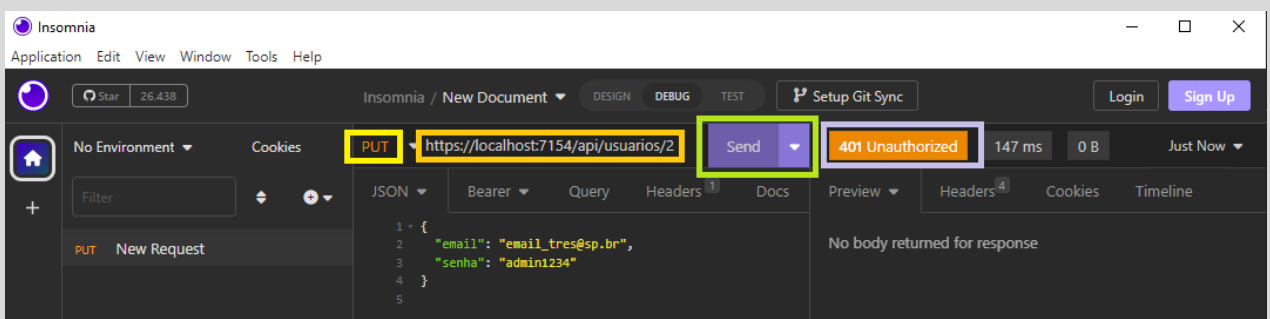 Insomnia
Application Edit View Window Tools Help
Star 26.438 Insomnia / New Document DESIGN DEBUG TEST Setup Git Sync Login Sign Up
No Environment Cookies PUT https://localhost:7154/api/usuarios/2 Send 401 Unauthorized 147 ms 0 B Just Now
Filter JSON Bearer Query Headers 1 Docs Preview Headers 4 Cookies Timeline
1 {
PUT New Request 2 "email": "email_tres@sp.br", No body returned for response
3 "senha": "admin1234"
4 }
5